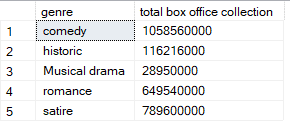 genre total box office collection
1 comedy 1058560000
2 historic 116216000
3 Musical drama 28950000
4 romance 649540000
5 satire 789600000